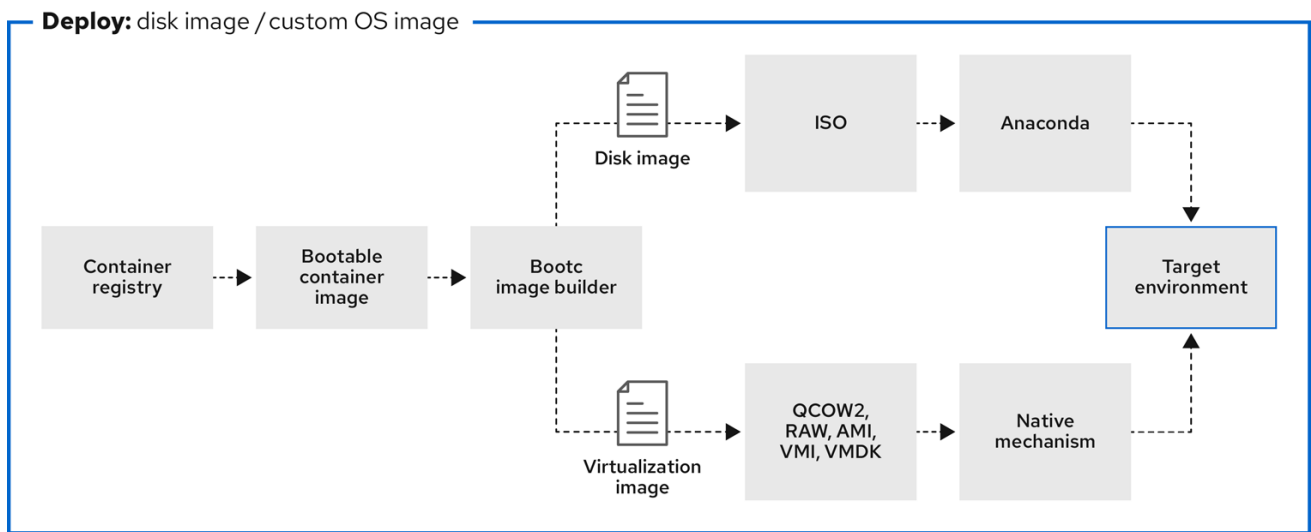 Deploy: disk image / custom OS image
Disk image
ISO
Anaconda
Container
registry
Bootable
container
image
Bootc
image builder
Target
environment
Virtualization
image
QCOW2,
RAW, AMI,
VMI, VMDK
Native
mechanism